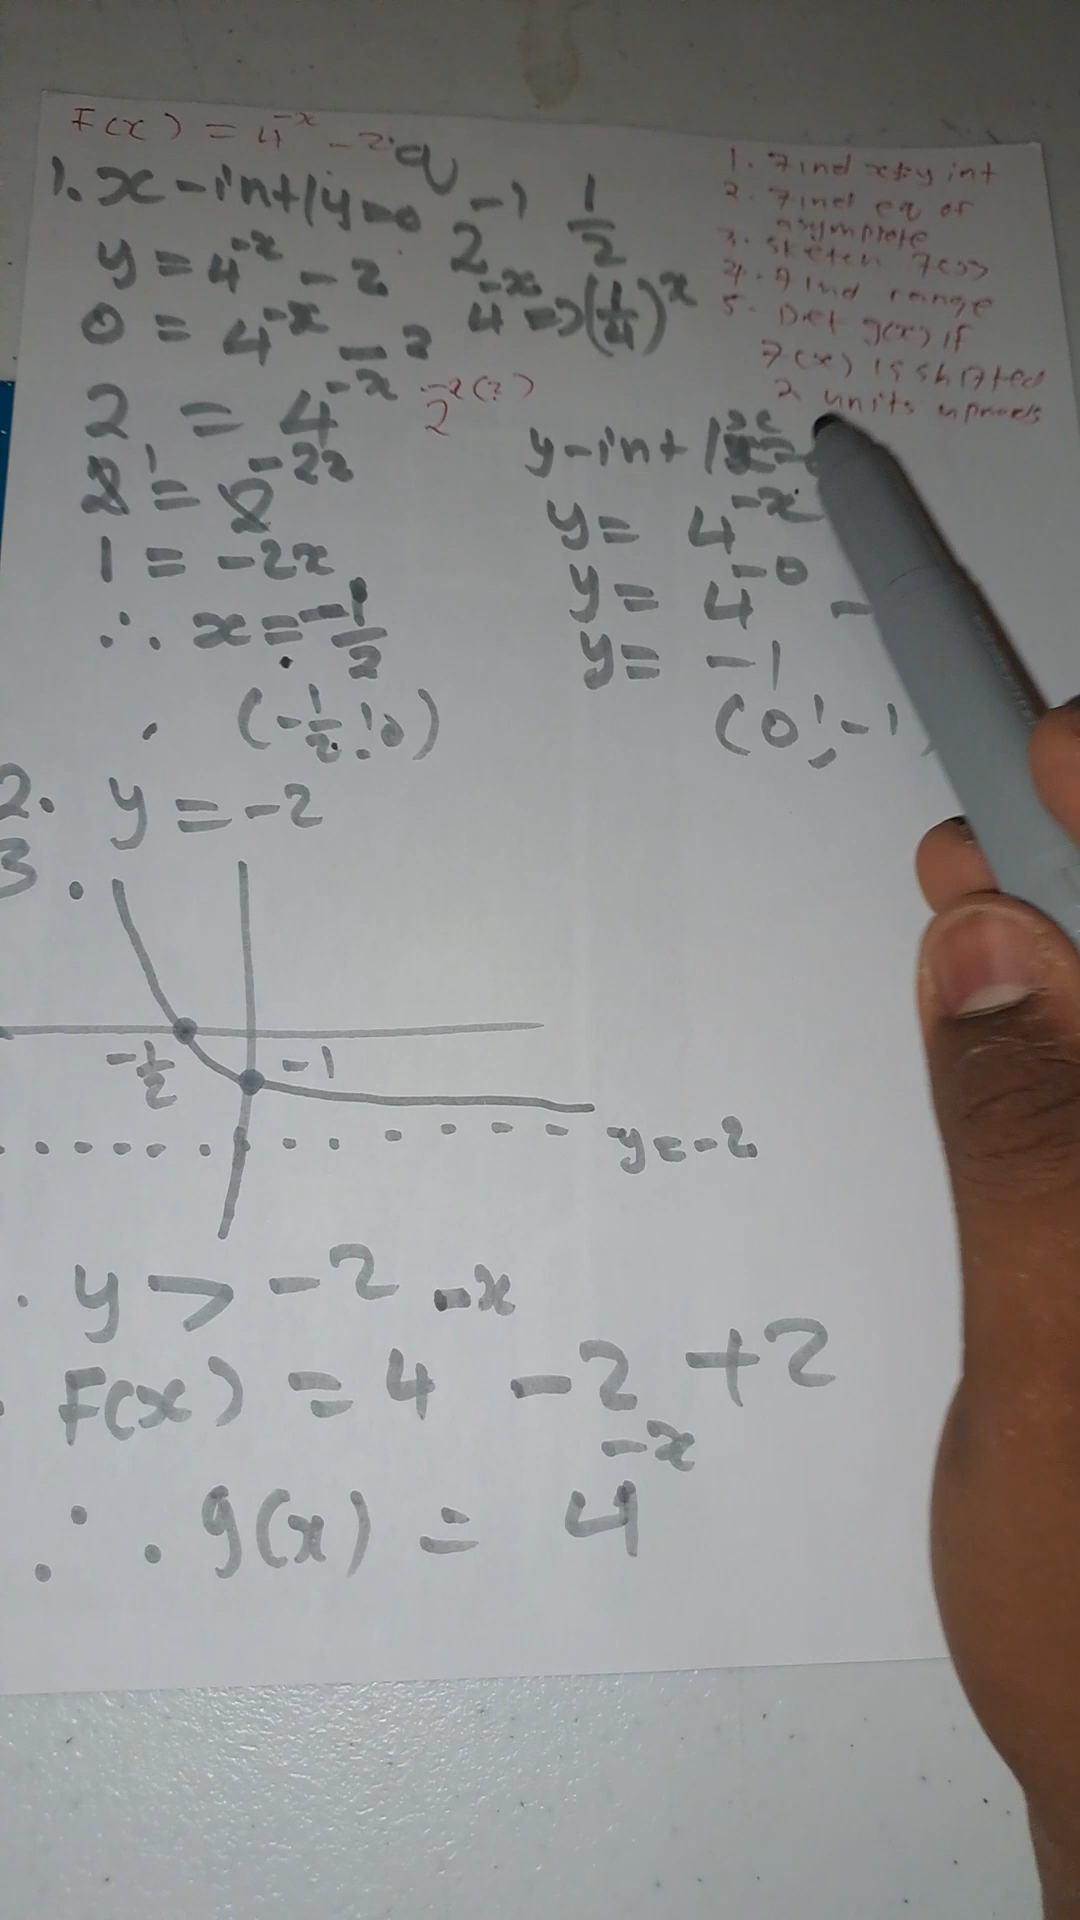 F(x) = 4^-x - 2
q
1. x-int/y=0
y = 4^-x - 2
0 = 4^-x - 2
2 = 4^-x
2^1 = 2^-2x
1 = -2x
∴ x = -1/2
(-1/2;0)
2^-1 1/2
4^-x => (1/4)^x
2^-2(?)
1. Find x&y int
2. Find eq of
asymptote
3. sketch F(x)
4. Find range
5. Det g(x) if
F(x) is shifted
2 units upwards
y-int/x=
y = 4^-x
y = 4^-0 -
y = -1
(0;-1)
2. y = -2
3.
-1/2
-1
y=-2
y > -2
F(x) = 4^-x - 2 + 2
∴ g(x) = 4^-x